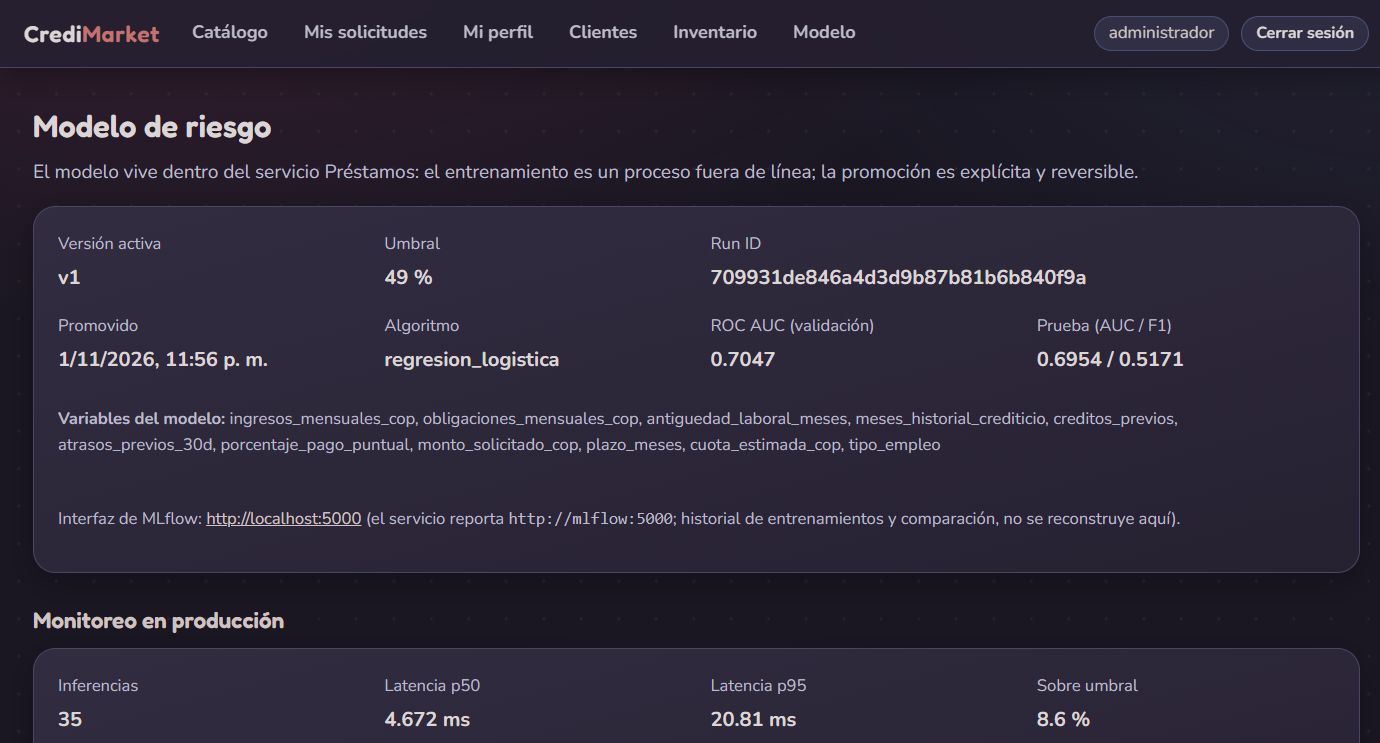 CrediMarket Catálogo Mis solicitudes Mi perfil Clientes Inventario Modelo administrador Cerrar sesión
Modelo de riesgo
El modelo vive dentro del servicio Préstamos: el entrenamiento es un proceso fuera de línea; la promoción es explícita y reversible.
Versión activa Umbral Run ID
v1 49 % 709931de846a4d3d9b87b81b6b840f9a
Promovido Algoritmo ROC AUC (validación) Prueba (AUC / F1)
1/11/2026, 11:56 p. m. regresion_logistica 0.7047 0.6954 / 0.5171
Variables del modelo: ingresos_mensuales_cop, obligaciones_mensuales_cop, antiguedad_laboral_meses, meses_historial_crediticio, creditos_previos,
atrasos_previos_30d, porcentaje_pago_puntual, monto_solicitado_cop, plazo_meses, cuota_estimada_cop, tipo_empleo
Interfaz de MLflow: http://localhost:5000 (el servicio reporta http://mlflow:5000; historial de entrenamientos y comparación, no se reconstruye aquí).
Monitoreo en producción
Inferencias Latencia p50 Latencia p95 Sobre umbral
35 4.672 ms 20.81 ms 8.6 %